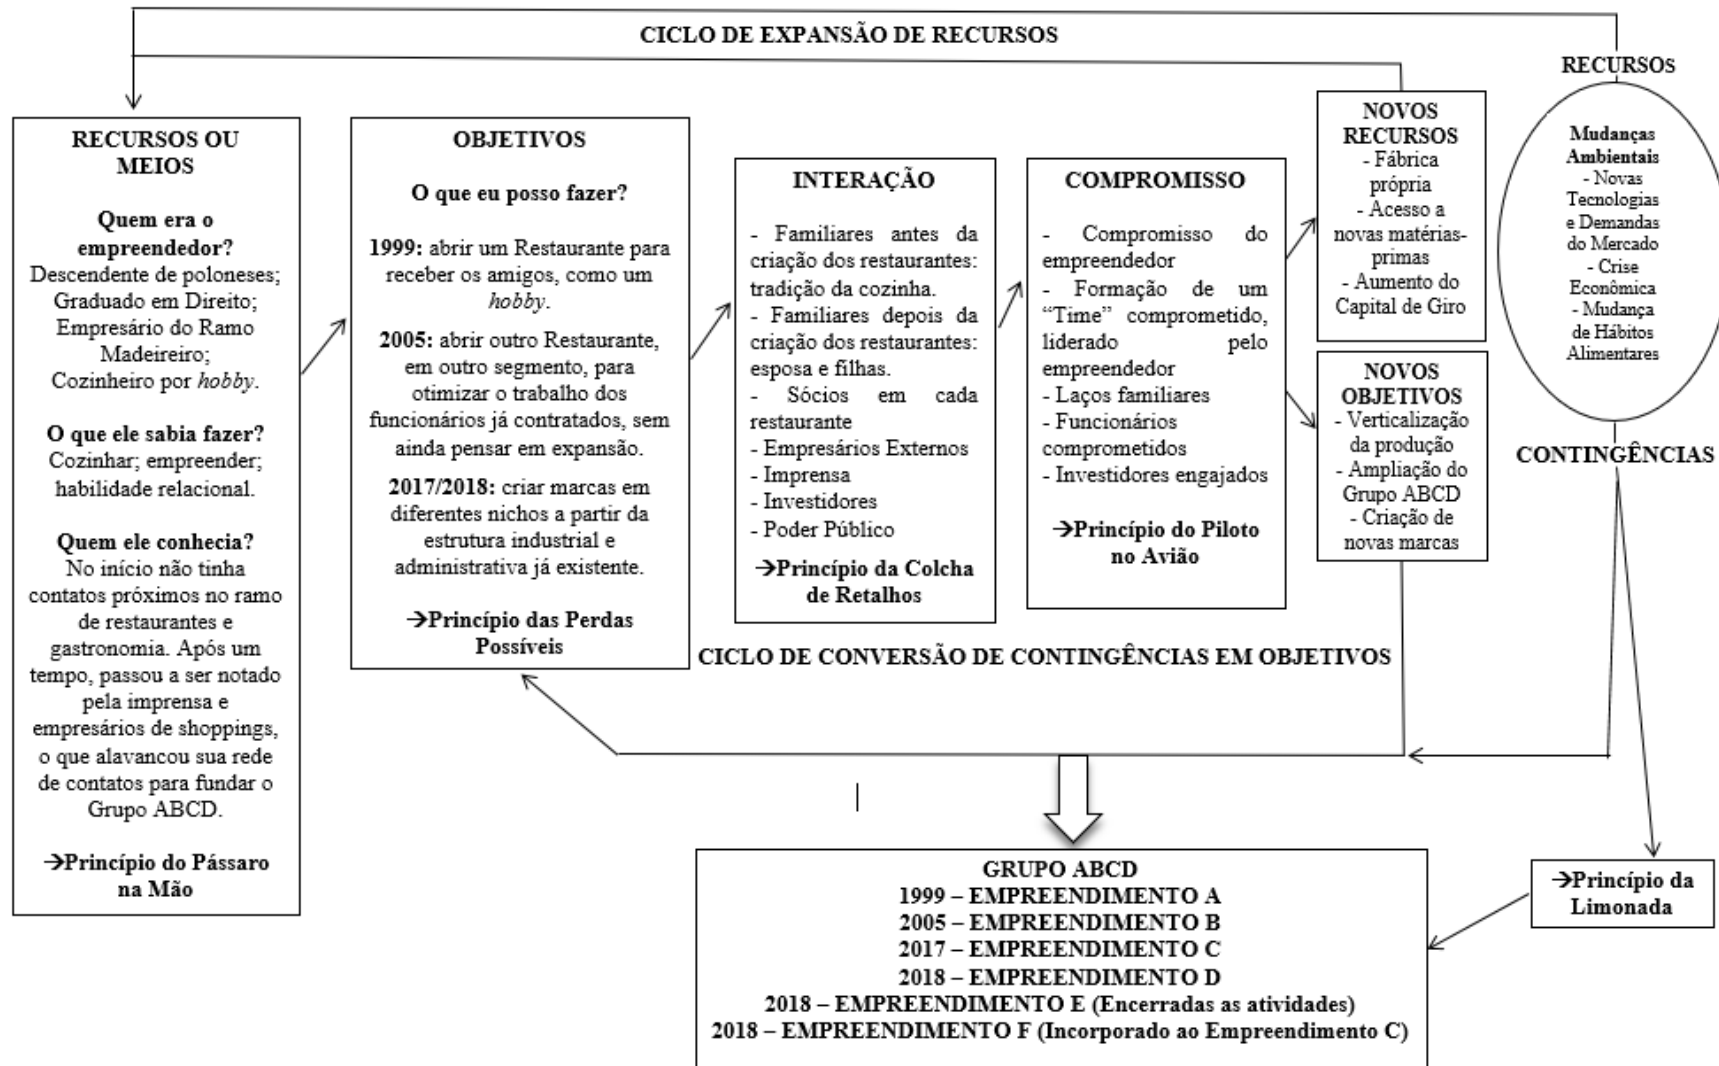 CICLO DE EXPANSÃO DE RECURSOS
RECURSOS OU
MEIOS
Quem era o
empreendedor?
Descendente de poloneses;
Graduado em Direito;
Empresário do Ramo
Madeireiro;
Cozinheiro por hobby.
O que ele sabia fazer?
Cozinhar; empreender;
habilidade relacional.
Quem ele conhecia?
No início não tinha
contatos próximos no ramo
de restaurantes e
gastronomia. Após um
tempo, passou a ser notado
pela imprensa e
empresários de shoppings,
o que alavancou sua rede
de contatos para fundar o
Grupo ABCD.
→Princípio do Pássaro
na Mão
OBJETIVOS
O que eu posso fazer?
1999: abrir um Restaurante para
receber os amigos, como um
hobby.
2005: abrir outro Restaurante,
em outro segmento, para
otimizar o trabalho dos
funcionários já contratados, sem
ainda pensar em expansão.
2017/2018: criar marcas em
diferentes nichos a partir da
estrutura industrial e
administrativa já existente.
→Princípio das Perdas
Possíveis
INTERAÇÃO
- Familiares antes da
criação dos restaurantes:
tradição da cozinha.
- Familiares depois da
criação dos restaurantes:
esposa e filhas.
- Sócios em cada
restaurante
- Empresários Externos
- Imprensa
- Investidores
- Poder Público
→Princípio da Colcha
de Retalhos
COMPROMISSO
- Compromisso do
empreendedor
- Formação de um
“Time” comprometido,
liderado pelo
empreendedor
- Laços familiares
- Funcionários
comprometidos
- Investidores engajados
→Princípio do Piloto
no Avião
NOVOS
RECURSOS
- Fábrica
própria
- Acesso a
novas matérias-
primas
- Aumento do
Capital de Giro
NOVOS
OBJETIVOS
- Verticalização
da produção
- Ampliação do
Grupo ABCD
- Criação de
novas marcas
RECURSOS
Mudanças
Ambientais
- Novas
Tecnologias
e Demandas
do Mercado
- Crise
Econômica
- Mudança
de Hábitos
Alimentares
CONTINGÊNCIAS
CICLO DE CONVERSÃO DE CONTINGÊNCIAS EM OBJETIVOS
→Princípio da
Limonada
GRUPO ABCD
1999 – EMPREENDIMENTO A
2005 – EMPREENDIMENTO B
2017 – EMPREENDIMENTO C
2018 – EMPREENDIMENTO D
2018 – EMPREENDIMENTO E (Encerradas as atividades)
2018 – EMPREENDIMENTO F (Incorporado ao Empreendimento C)